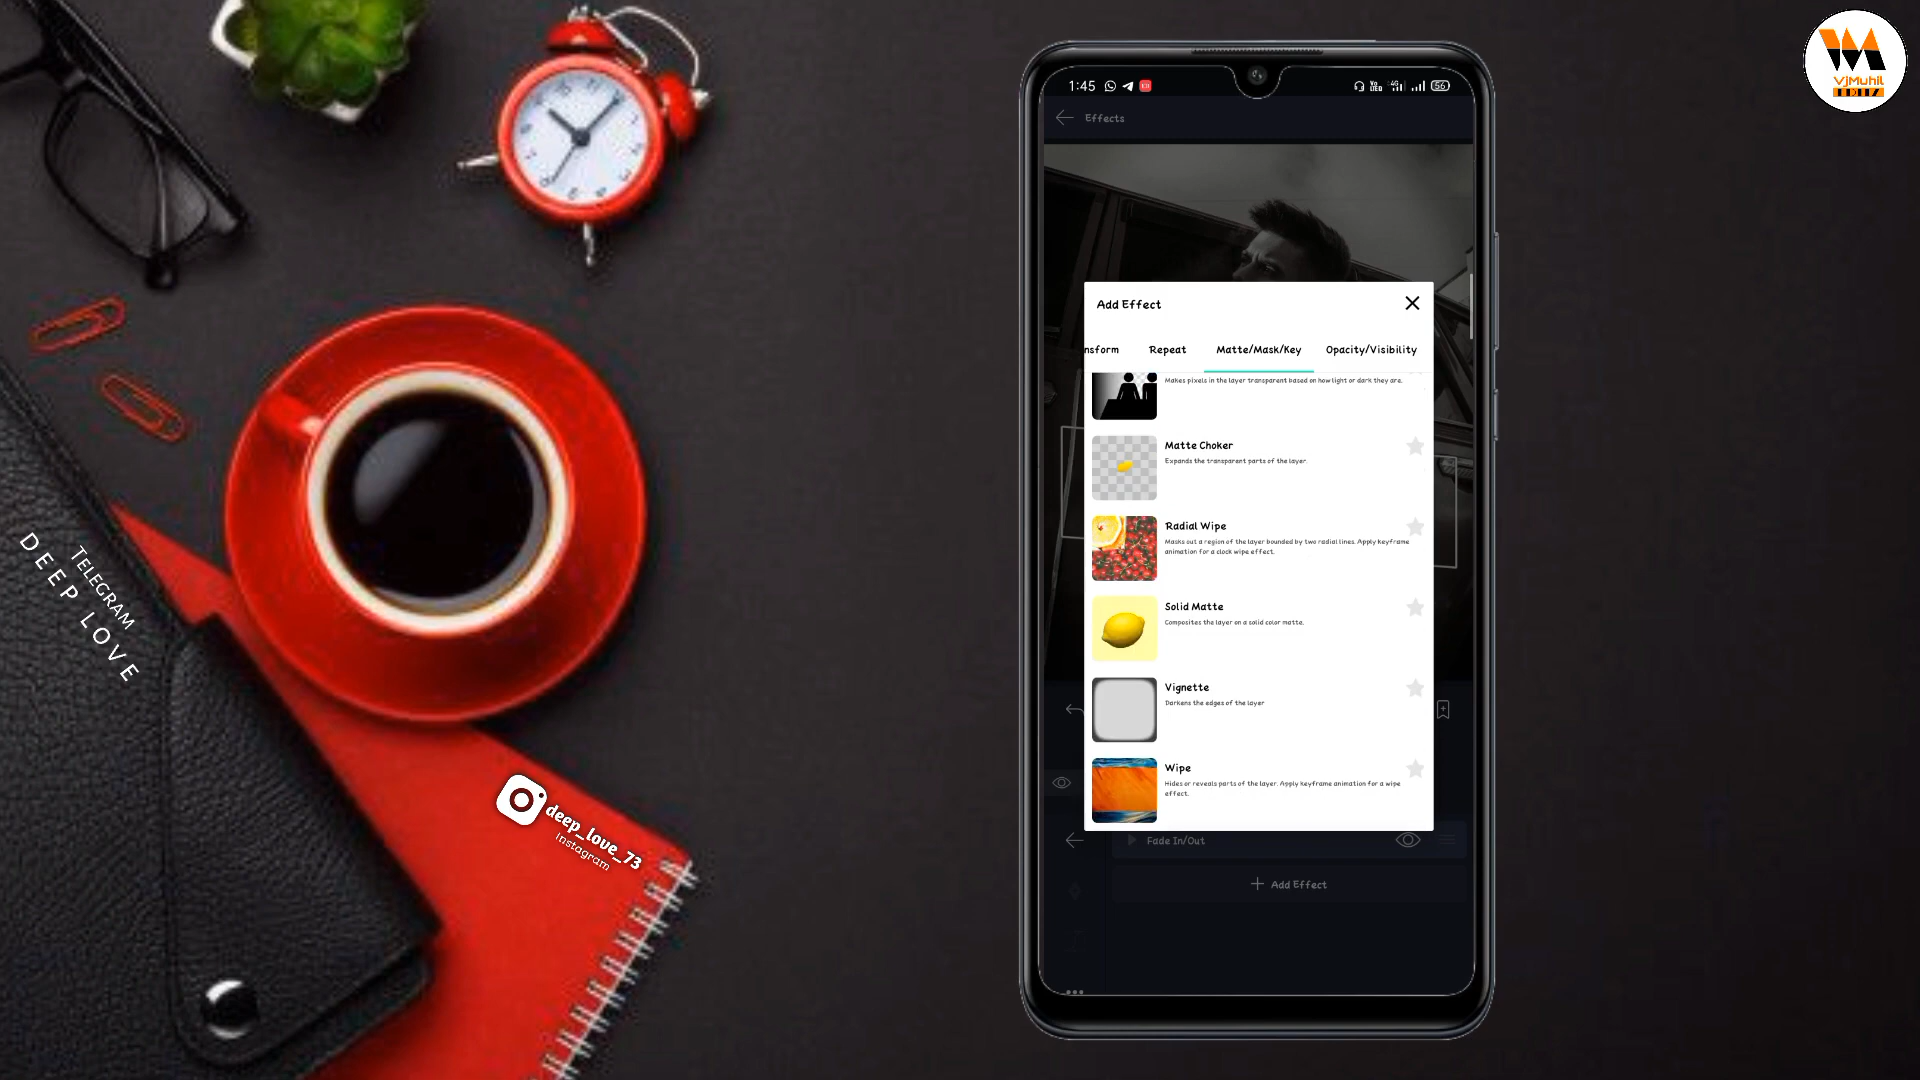 VjMuhil
EDITZ
1:45
56
Effects
Add Effect
nsform
Repeat
Matte/Mask/Key
Opacity/Visibility
Makes pixels in the layer transparent based on how light or dark they are.
Matte Choker
Expands the transparent parts of the layer.
Radial Wipe
Masks out a region of the layer bounded by two radial lines. Apply keyframe
animation for a clock wipe effect.
Solid Matte
Composites the layer on a solid color matte.
Vignette
Darkens the edges of the layer
Wipe
Hides or reveals parts of the layer. Apply keyframe animation for a wipe
effect.
Fade In/Out
Add Effect
TELEGRAM
DEEP LOVE
deep_love_73
Instagram